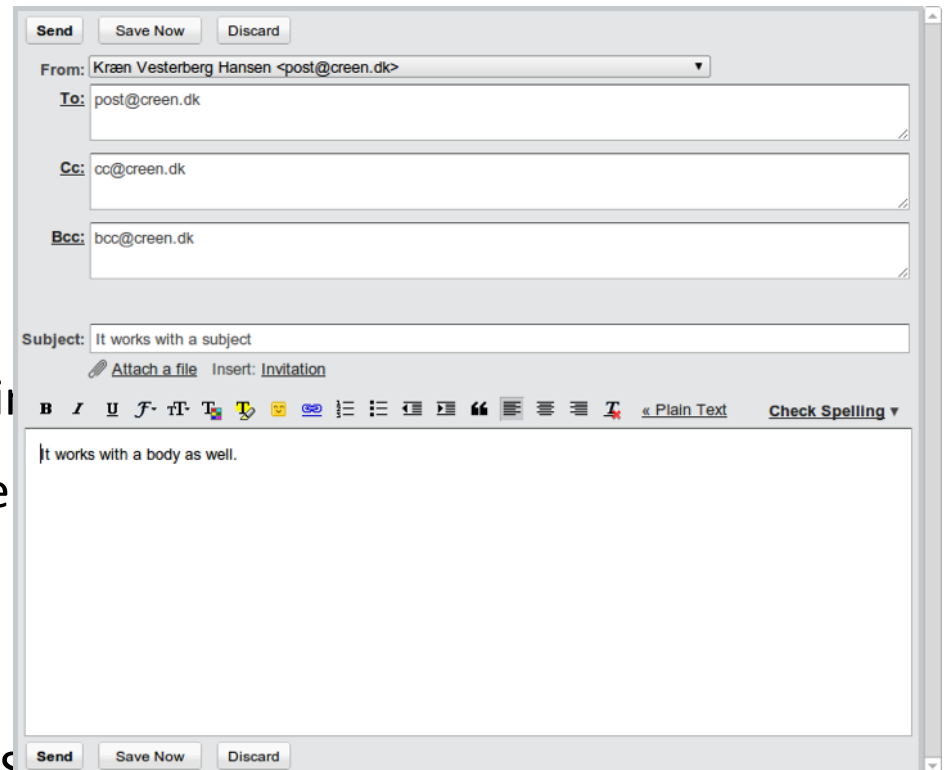 Send Save Now Discard
From: Kræn Vesterberg Hansen <post@creen.dk>
To: post@creen.dk
Cc: cc@creen.dk
Bcc: bcc@creen.dk
Subject: It works with a subject
Attach a file Insert: Invitation
B I U « Plain Text Check Spelling
It works with a body as well.
Send Save Now Discard